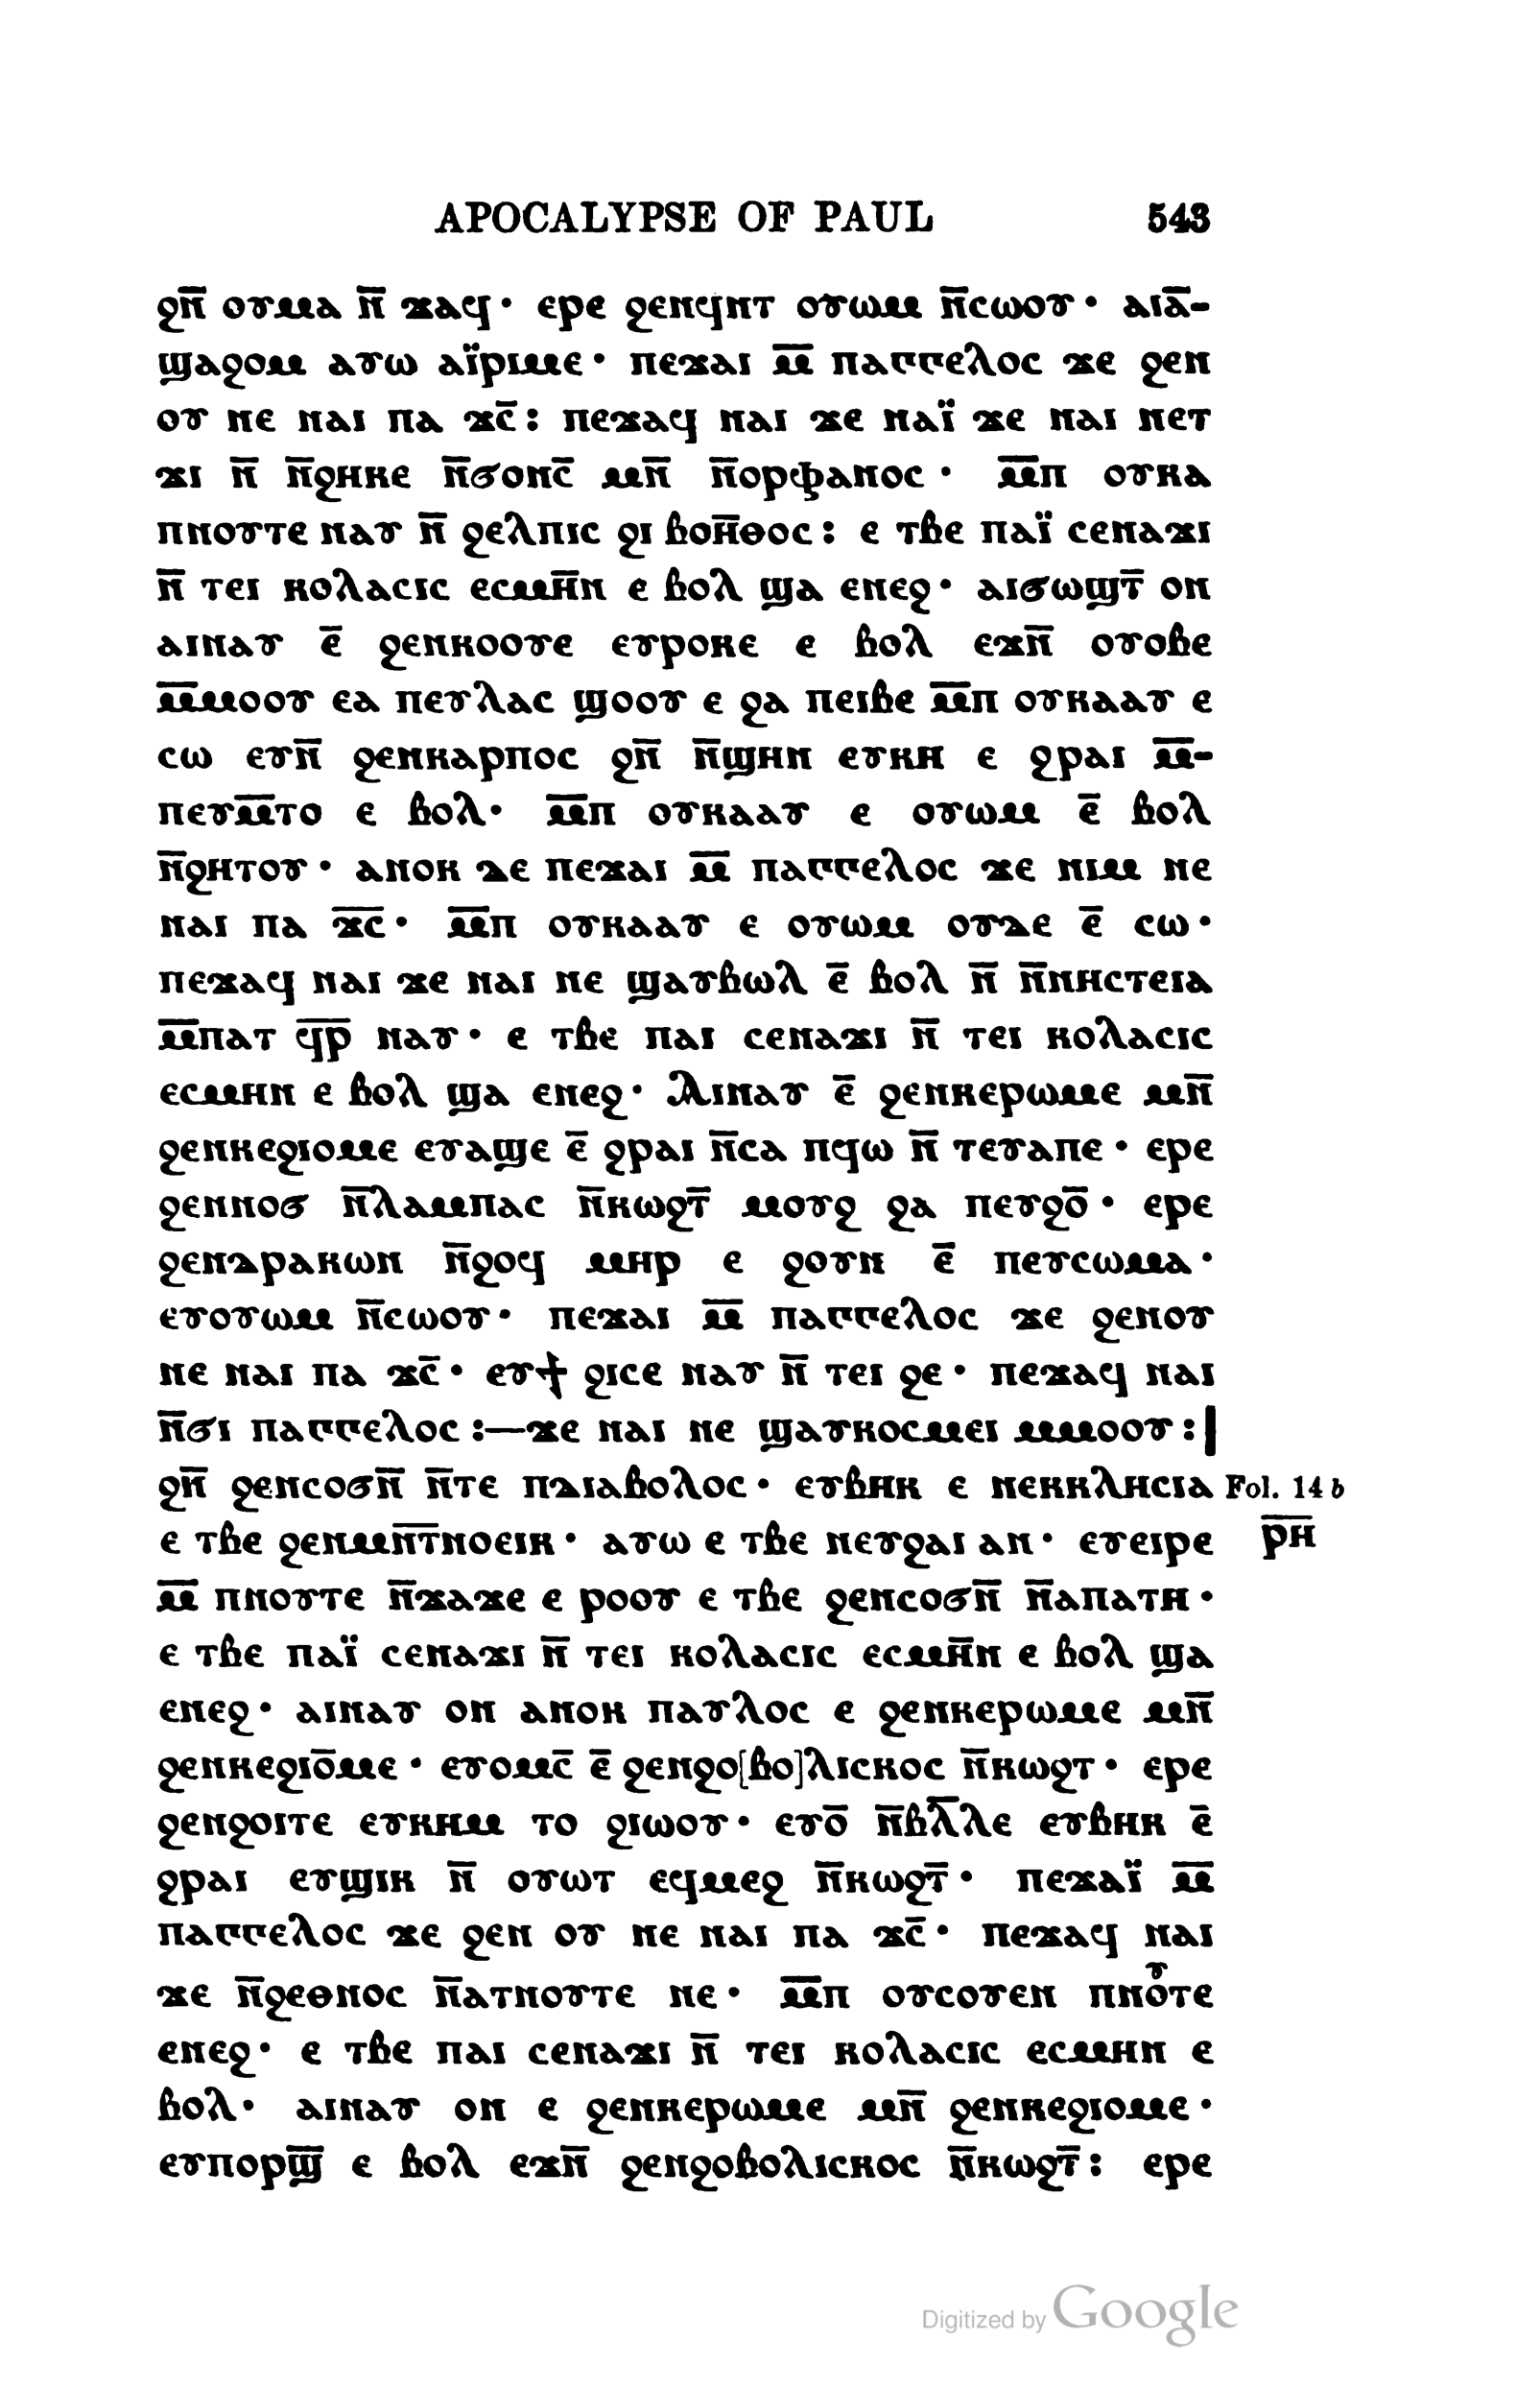 APOCALYPSE OF PAUL 543
ϩⲛ̅ ⲟⲩⲙⲁ ⲛ̅ ϫⲁϥ· ⲉⲣⲉ ϩⲉⲛϥⲛⲧ ⲟⲩⲱⲙ ⲛ̅ⲥⲱⲟⲩ· ⲁⲓⲁ̅-
ϣⲁϩⲟⲙ ⲁⲩⲱ ⲁⲓ̈ⲣⲓⲙⲉ· ⲡⲉϫⲁⲓ ⲙ̅ ⲡⲁⲅⲅⲉⲗⲟⲥ ϫⲉ ϩⲉⲛ
ⲟⲩ ⲛⲉ ⲛⲁⲓ ⲡⲁ ϫⲥ̅: ⲡⲉϫⲁϥ ⲛⲁⲓ ϫⲉ ⲛⲁⲓ̈ ϫⲉ ⲛⲁⲓ ⲛⲉⲧ
ϫⲓ ⲛ̅ ⲛ̅ϩⲏⲕⲉ ⲛ̅ϭⲟⲛⲥ̅ ⲙⲛ̅ ⲛ̅ⲟⲣⲫⲁⲛⲟⲥ· ⲙ̅ⲡ ⲟⲩⲕⲁ
ⲡⲛⲟⲩⲧⲉ ⲛⲁⲩ ⲛ̅ ϩⲉⲗⲡⲓⲥ ϩⲓ ⲃⲟⲏ̅ⲑⲟⲥ: ⲉ ⲧⲃⲉ ⲡⲁⲓ̈ ⲥⲉⲛⲁϫⲓ
ⲛ̅ ⲧⲉⲓ ⲕⲟⲗⲁⲥⲓⲥ ⲉⲥⲙⲏ̅ⲛ ⲉ ⲃⲟⲗ ϣⲁ ⲉⲛⲉϩ· ⲁⲓϭⲱϣⲧ̅ ⲟⲛ
ⲁⲓⲛⲁⲩ ⲉ̅ ϩⲉⲛⲕⲟⲟⲩⲉ ⲉⲩⲣⲟⲕⲉ ⲉ ⲃⲟⲗ ⲉϫⲛ̅ ⲟⲩⲟⲃⲉ
ⲙ̅ⲙⲟⲟⲩ ⲉⲁ ⲡⲉⲩⲗⲁⲥ ϣⲟⲟⲩⲉ ϩⲁ ⲡⲉⲓⲃⲉ ⲙ̅ⲡ ⲟⲩⲕⲁⲁⲩ ⲉ
ⲥⲱ ⲉⲩⲛ̅ ϩⲉⲛⲕⲁⲣⲡⲟⲥ ϩⲛ̅ ⲛ̅ϣⲏⲛ ⲉⲩⲕⲏ ⲉ ϩⲣⲁⲓ ⲙ̅-
ⲡⲉⲩⲙ̅ⲧⲟ ⲉ ⲃⲟⲗ· ⲙ̅ⲡ ⲟⲩⲕⲁⲁⲩ ⲉ ⲟⲩⲱⲙ ⲉ̅ ⲃⲟⲗ
ⲛ̅ϩⲏⲧⲟⲩ· ⲁⲛⲟⲕ ⲇⲉ ⲡⲉϫⲁⲓ ⲙ̅ ⲡⲁⲅⲅⲉⲗⲟⲥ ϫⲉ ⲛⲓⲙ ⲛⲉ
ⲛⲁⲓ ⲡⲁ ϫ̅ⲥ̅· ⲙ̅ⲡ ⲟⲩⲕⲁⲁⲩ ⲉ ⲟⲩⲱⲙ ⲟⲩⲇⲉ ⲉ̅ ⲥⲱ·
ⲡⲉϫⲁϥ ⲛⲁⲓ ϫⲉ ⲛⲁⲓ ⲛⲉ ϣⲁⲩⲃⲱⲗ ⲉ̅ ⲃⲟⲗ ⲛ̅ ⲛ̅ⲛⲏⲥⲧⲉⲓⲁ
ⲙ̅ⲡⲁⲧ ϥ̅ⲣ̅ ⲛⲁⲩ· ⲉ ⲧⲃⲉ ⲡⲁⲓ ⲥⲉⲛⲁϫⲓ ⲛ̅ ⲧⲉⲓ ⲕⲟⲗⲁⲥⲓⲥ
ⲉⲥⲙⲏⲛ ⲉ ⲃⲟⲗ ϣⲁ ⲉⲛⲉϩ· Ⲁⲓⲛⲁⲩ ⲉ̅ ϩⲉⲛⲕⲉⲣⲱⲙⲉ ⲙⲛ̅
ϩⲉⲛⲕⲉϩⲓⲟⲙⲉ ⲉⲩⲁϣⲉ ⲉ̅ ϩⲣⲁⲓ ⲛ̅ⲥⲁ ⲡϥⲱ ⲛ̅ ⲧⲉⲩⲁⲡⲉ· ⲉⲣⲉ
ϩⲉⲛⲛⲟϭ ⲛ̅ⲗⲁⲙⲡⲁⲥ ⲛ̅ⲕⲱϩⲧ̅ ⲙⲟⲩϩ ϩⲁ ⲡⲉⲩϩⲟ̅· ⲉⲣⲉ
ϩⲉⲛⲇⲣⲁⲕⲱⲛ ⲛ̅ϩⲟϥ ⲙⲏⲣ ⲉ ϩⲟⲩⲛ ⲉ̅ ⲡⲉⲩⲥⲱⲙⲁ·
ⲉⲩⲟⲩⲱⲙ ⲛ̅ⲥⲱⲟⲩ· ⲡⲉϫⲁⲓ ⲙ̅ ⲡⲁⲅⲅⲉⲗⲟⲥ ϫⲉ ϩⲉⲛⲟⲩ
ⲛⲉ ⲛⲁⲓ ⲡⲁ ϫⲥ̅· ⲉⲩϯ ϩⲓⲥⲉ ⲛⲁⲩ ⲛ̅ ⲧⲉⲓ ϩⲉ· ⲡⲉϫⲁϥ ⲛⲁⲓ
ⲛ̅ϭⲓ ⲡⲁⲅⲅⲉⲗⲟⲥ:—ϫⲉ ⲛⲁⲓ ⲛⲉ ϣⲁⲩⲕⲟⲥⲙⲉⲓ ⲙⲙⲟⲟⲩ:|
ϩⲛ̅ ϩⲉⲛⲥⲟϭⲛ̅ ⲛ̅ⲧⲉ ⲡⲇⲓⲁⲃⲟⲗⲟⲥ· ⲉⲩⲃⲏⲕ ⲉ ⲛⲉⲕⲕⲗⲏⲥⲓⲁ Fol. 14 b
ⲉ ⲧⲃⲉ ϩⲉⲛⲙⲛ̅ⲧ̅ⲛⲟⲉⲓⲕ· ⲁⲩⲱ ⲉ ⲧⲃⲉ ⲛⲉⲩϩⲁⲓ ⲁⲛ· ⲉⲩⲉⲓⲣⲉ ⲣ̅ⲏ̅
ⲙ̅ ⲡⲛⲟⲩⲧⲉ ⲛ̅ϫⲁϫⲉ ⲉ ⲣⲟⲟⲩ ⲉ ⲧⲃⲉ ϩⲉⲛⲥⲟϭⲛ̅ ⲛ̅ⲁⲡⲁⲧⲏ·
ⲉ ⲧⲃⲉ ⲡⲁⲓ̈ ⲥⲉⲛⲁϫⲓ ⲛ̅ ⲧⲉⲓ ⲕⲟⲗⲁⲥⲓⲥ ⲉⲥⲙⲏ̅ⲛ ⲉ ⲃⲟⲗ ϣⲁ
ⲉⲛⲉϩ· ⲁⲓⲛⲁⲩ ⲟⲛ ⲁⲛⲟⲕ ⲡⲁⲩⲗⲟⲥ ⲉ ϩⲉⲛⲕⲉⲣⲱⲙⲉ ⲙⲛ̅
ϩⲉⲛⲕⲉϩⲓⲟ̅ⲙⲉ· ⲉⲩⲟⲙⲥ̅ ⲉ̅ ϩⲉⲛϩⲟ[ⲃⲟ]ⲗⲓⲥⲕⲟⲥ ⲛ̅ⲕⲱϩⲧ· ⲉⲣⲉ
ϩⲉⲛϩⲟⲓⲧⲉ ⲉⲩⲕⲏⲙ ⲧⲟ ϩⲓⲱⲟⲩ· ⲉⲩⲟ̅ ⲛ̅ⲃⲗ̅ⲗⲉ ⲉⲩⲃⲏⲕ ⲉ̅
ϩⲣⲁⲓ ⲉⲩϣⲓⲕ ⲛ̅ ⲟⲩⲱⲧ ⲉϥⲙⲉϩ ⲛ̅ⲕⲱϩⲧ̅· ⲡⲉϫⲁⲓ̈ ⲙ̅
ⲡⲁⲅⲅⲉⲗⲟⲥ ϫⲉ ϩⲉⲛ ⲟⲩ ⲛⲉ ⲛⲁⲓ ⲡⲁ ϫⲥ̅· ⲡⲉϫⲁϥ ⲛⲁⲓ
ϫⲉ ⲛ̅ϩⲉⲑⲛⲟⲥ ⲛ̅ⲁⲧⲛⲟⲩⲧⲉ ⲛⲉ· ⲙ̅ⲡ ⲟⲩⲥⲟⲩⲉⲛ ⲡⲛⲟⲩⲧⲉ
ⲉⲛⲉϩ· ⲉ ⲧⲃⲉ ⲡⲁⲓ ⲥⲉⲛⲁϫⲓ ⲛ̅ ⲧⲉⲓ ⲕⲟⲗⲁⲥⲓⲥ ⲉⲥⲙⲏⲛ ⲉ
ⲃⲟⲗ· ⲁⲓⲛⲁⲩ ⲟⲛ ⲉ ϩⲉⲛⲕⲉⲣⲱⲙⲉ ⲙⲛ̅ ϩⲉⲛⲕⲉϩⲓⲟⲙⲉ·
ⲉⲩⲡⲟⲣϣ̅ ⲉ ⲃⲟⲗ ⲉϫⲛ̅ ϩⲉⲛϩⲟⲃⲟⲗⲓⲥⲕⲟⲥ ⲛ̅ⲕⲱϩⲧ̅: ⲉⲣⲉ
Digitized by Google